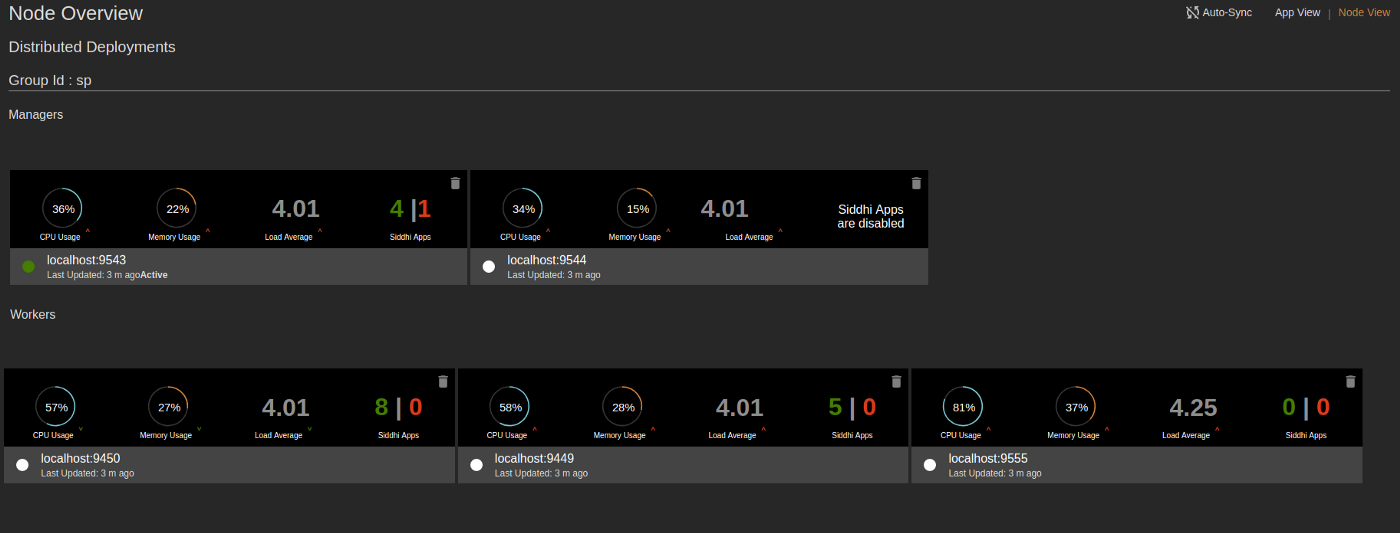 Node Overview
Auto-Sync App View | Node View
Distributed Deployments
Group Id : sp
Managers
36% 22% 4.01 4 |1
CPU Usage ^ Memory Usage ^ Load Average ^ Siddhi Apps
localhost:9543
Last Updated: 3 m agoActive
34% 15% 4.01 Siddhi Apps
are disabled
CPU Usage ^ Memory Usage ^ Load Average ^
localhost:9544
Last Updated: 3 m ago
Workers
57% 27% 4.01 8 | 0
CPU Usage ˅ Memory Usage ˅ Load Average ˅ Siddhi Apps
localhost:9450
Last Updated: 3 m ago
58% 28% 4.01 5 | 0
CPU Usage ^ Memory Usage ^ Load Average ^ Siddhi Apps
localhost:9449
Last Updated: 3 m ago
81% 37% 4.25 0 | 0
CPU Usage ^ Memory Usage ^ Load Average ^ Siddhi Apps
localhost:9555
Last Updated: 3 m ago